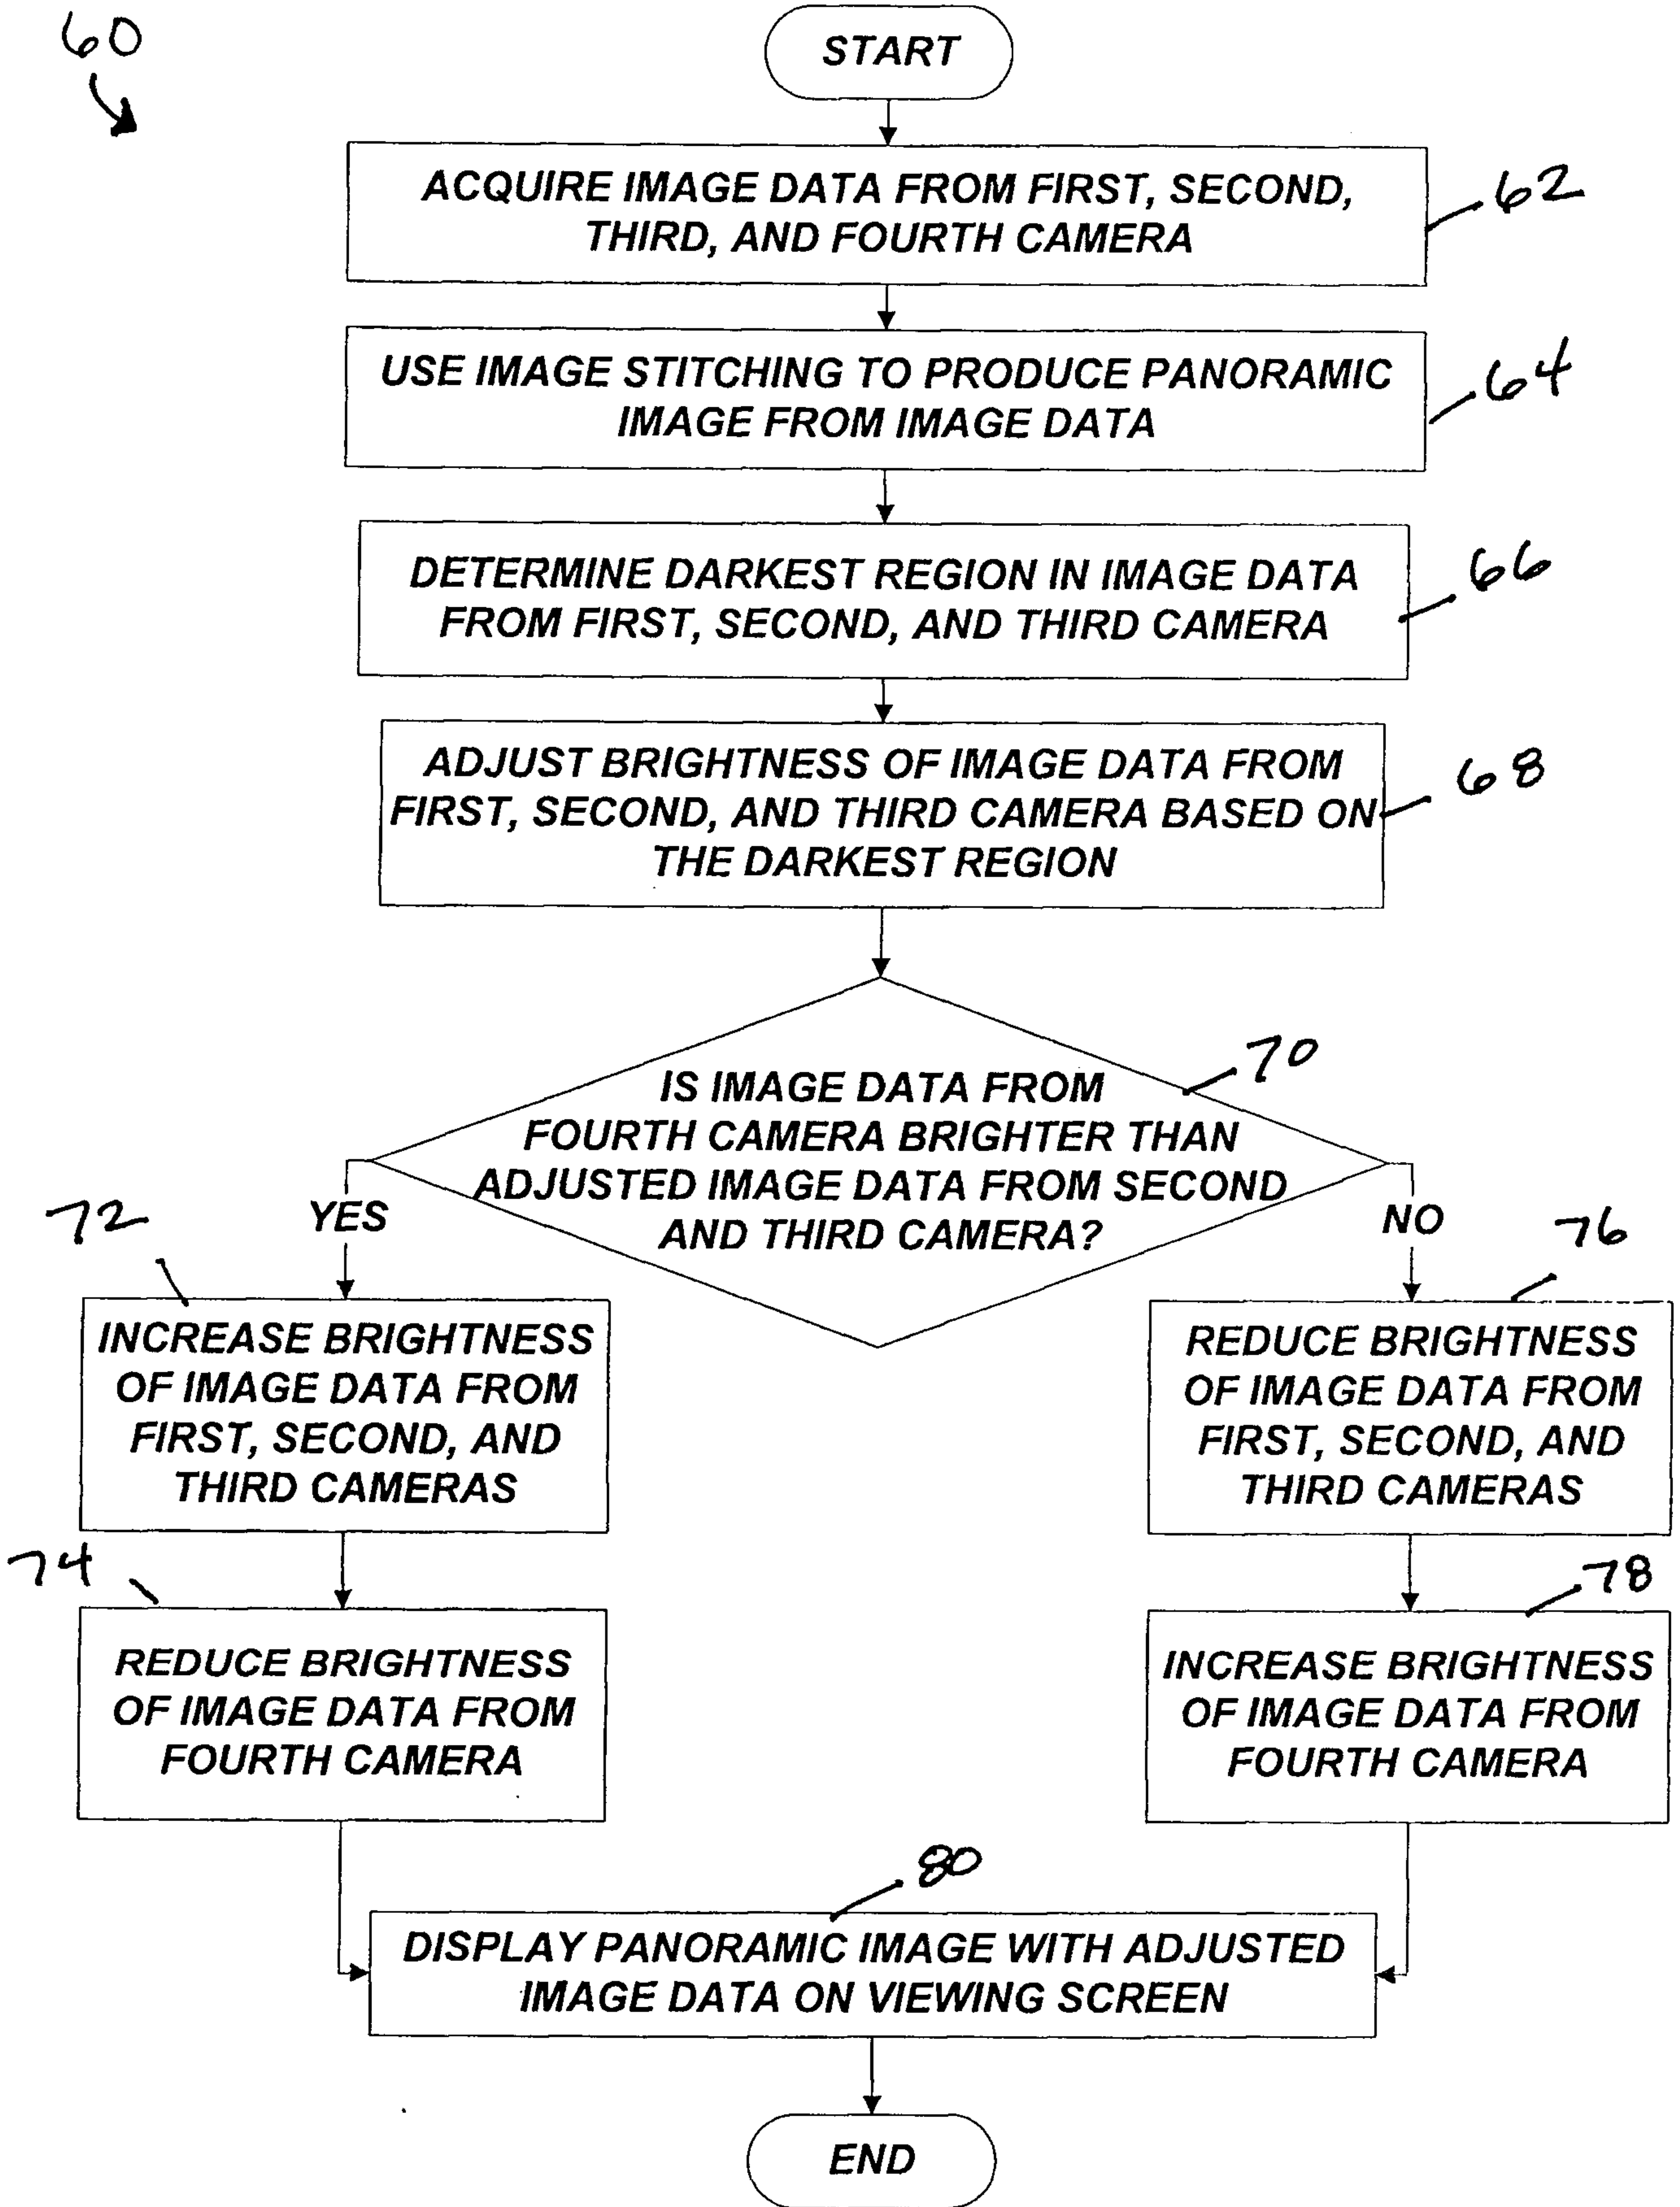 60
START
ACQUIRE IMAGE DATA FROM FIRST, SECOND,
THIRD, AND FOURTH CAMERA
62
USE IMAGE STITCHING TO PRODUCE PANORAMIC
IMAGE FROM IMAGE DATA
64
DETERMINE DARKEST REGION IN IMAGE DATA
FROM FIRST, SECOND, AND THIRD CAMERA
66
ADJUST BRIGHTNESS OF IMAGE DATA FROM
FIRST, SECOND, AND THIRD CAMERA BASED ON
THE DARKEST REGION
68
IS IMAGE DATA FROM
FOURTH CAMERA BRIGHTER THAN
ADJUSTED IMAGE DATA FROM SECOND
AND THIRD CAMERA?
70
YES
NO
72
INCREASE BRIGHTNESS
OF IMAGE DATA FROM
FIRST, SECOND, AND
THIRD CAMERAS
76
REDUCE BRIGHTNESS
OF IMAGE DATA FROM
FIRST, SECOND, AND
THIRD CAMERAS
74
REDUCE BRIGHTNESS
OF IMAGE DATA FROM
FOURTH CAMERA
78
INCREASE BRIGHTNESS
OF IMAGE DATA FROM
FOURTH CAMERA
80
DISPLAY PANORAMIC IMAGE WITH ADJUSTED
IMAGE DATA ON VIEWING SCREEN
END